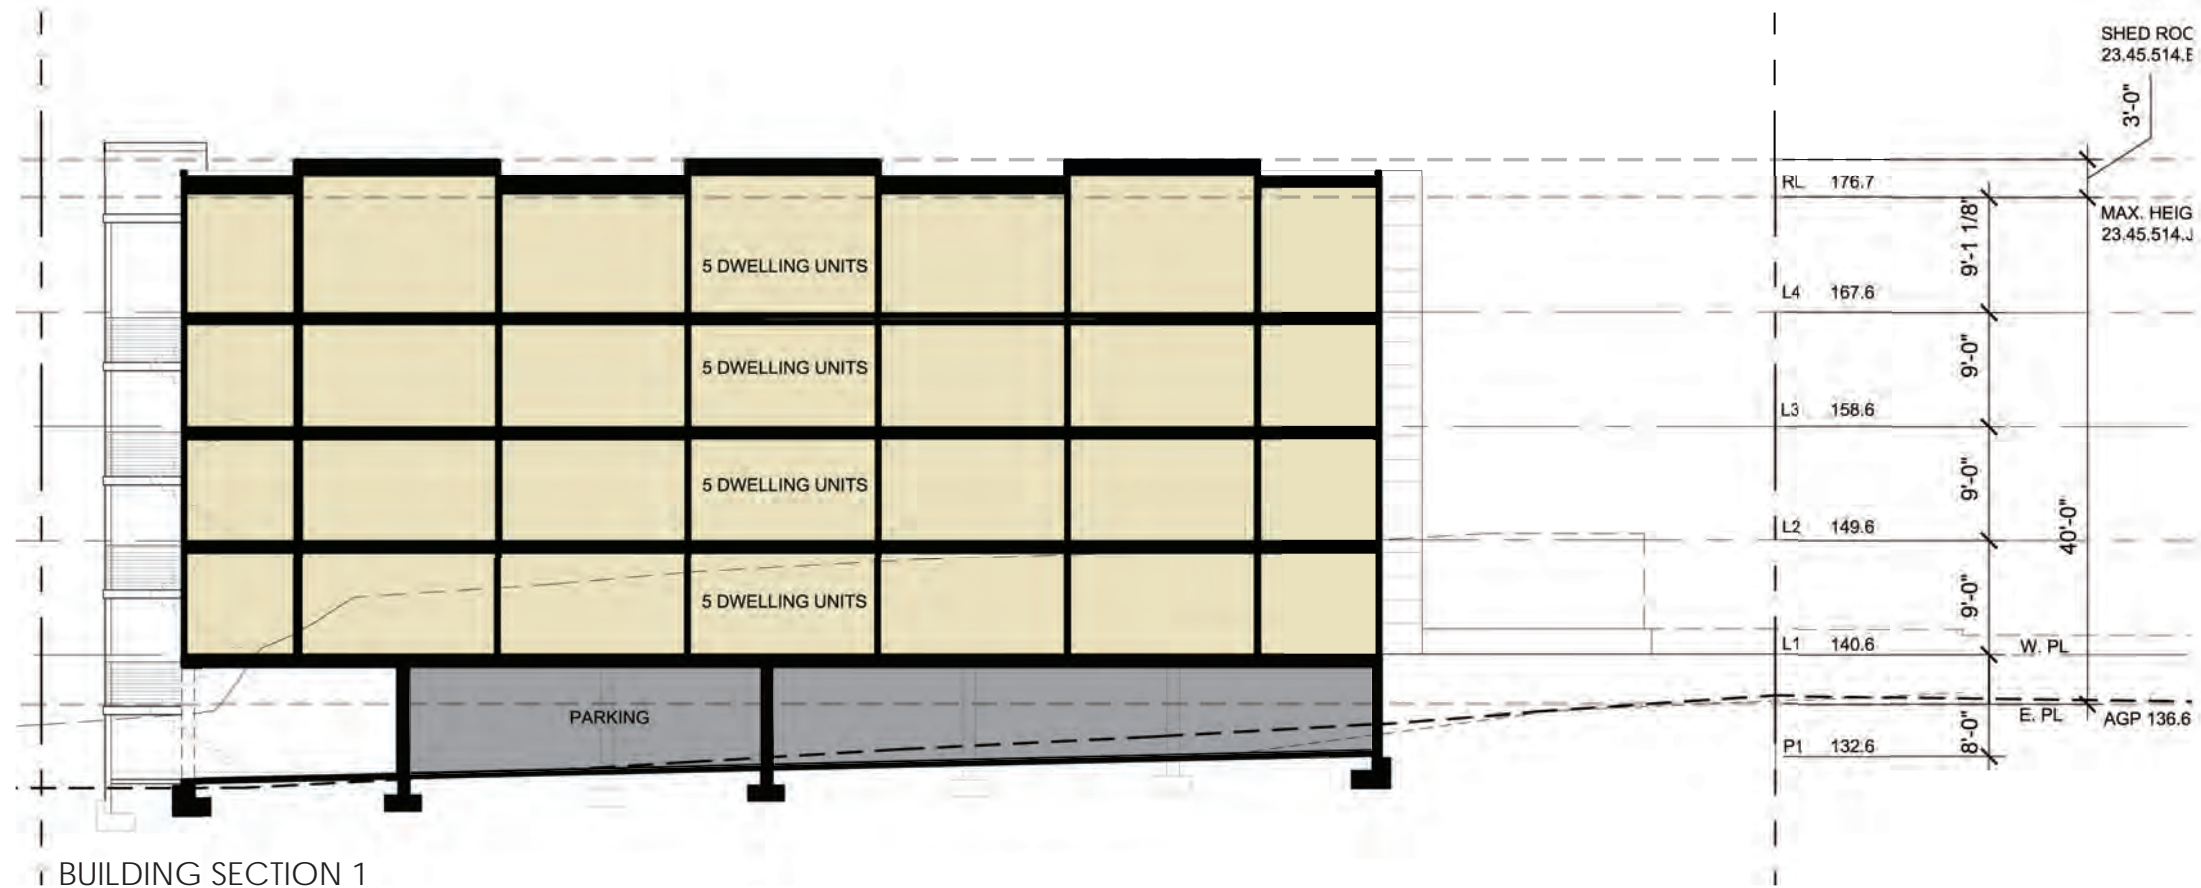 SHED ROO
23.45.514.E
3'-0"
RL 176.7
MAX. HEIG
23.45.514.J
9'-1 1/8"
5 DWELLING UNITS
L4 167.6
9'-0"
5 DWELLING UNITS
L3 158.6
9'-0"
5 DWELLING UNITS
L2 149.6
40'-0"
9'-0"
5 DWELLING UNITS
L1 140.6
W. PL
PARKING
E. PL
AGP 136.6
8'-0"
P1 132.6
BUILDING SECTION 1